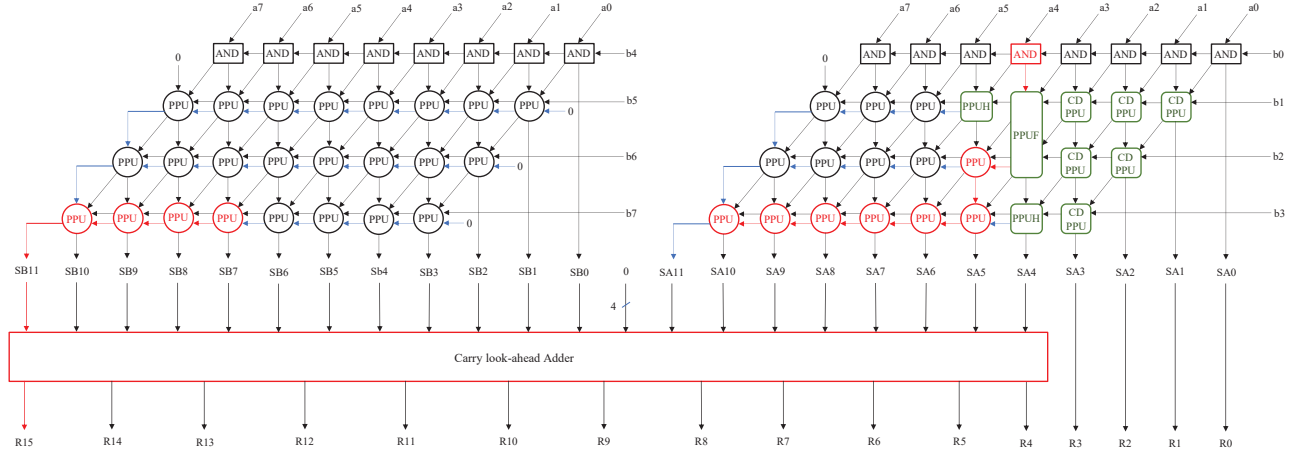 a7 a6 a5 a4 a3 a2 a1 a0 a7 a6 a5 a4 a3 a2 a1 a0
AND AND AND AND AND AND AND AND b4 AND AND AND AND AND AND AND AND b0
0 0
PPU PPU PPU PPU PPU PPU PPU PPU b5 PPU PPU PPU PPUH CD PPU CD PPU CD PPU b1
0
PPUF
PPU PPU PPU PPU PPU PPU PPU PPU b6 PPU PPU PPU PPU PPU CD PPU CD PPU b2
0
PPU PPU PPU PPU PPU PPU PPU PPU b7 PPU PPU PPU PPU PPU PPU PPUH CD PPU b3
0
SB11 SB10 SB9 SB8 SB7 SB6 SB5 Sb4 SB3 SB2 SB1 SB0 0 SA11 SA10 SA9 SA8 SA7 SA6 SA5 SA4 SA3 SA2 SA1 SA0
4
Carry look-ahead Adder
R15 R14 R13 R12 R11 R10 R9 R8 R7 R6 R5 R4 R3 R2 R1 R0